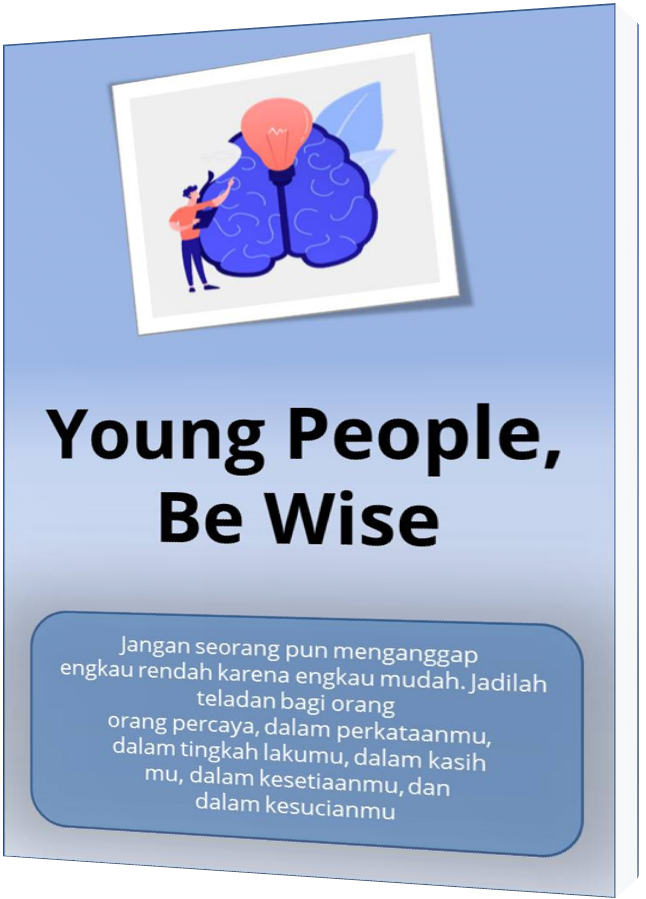 Young People,
Be Wise
Jangan seorang pun menganggap
engkau rendah karena engkau mudah. Jadilah
teladan bagi orang
orang percaya, dalam perkataanmu,
dalam tingkah lakumu, dalam kasih
mu, dalam kesetiaanmu, dan
dalam kesucianmu